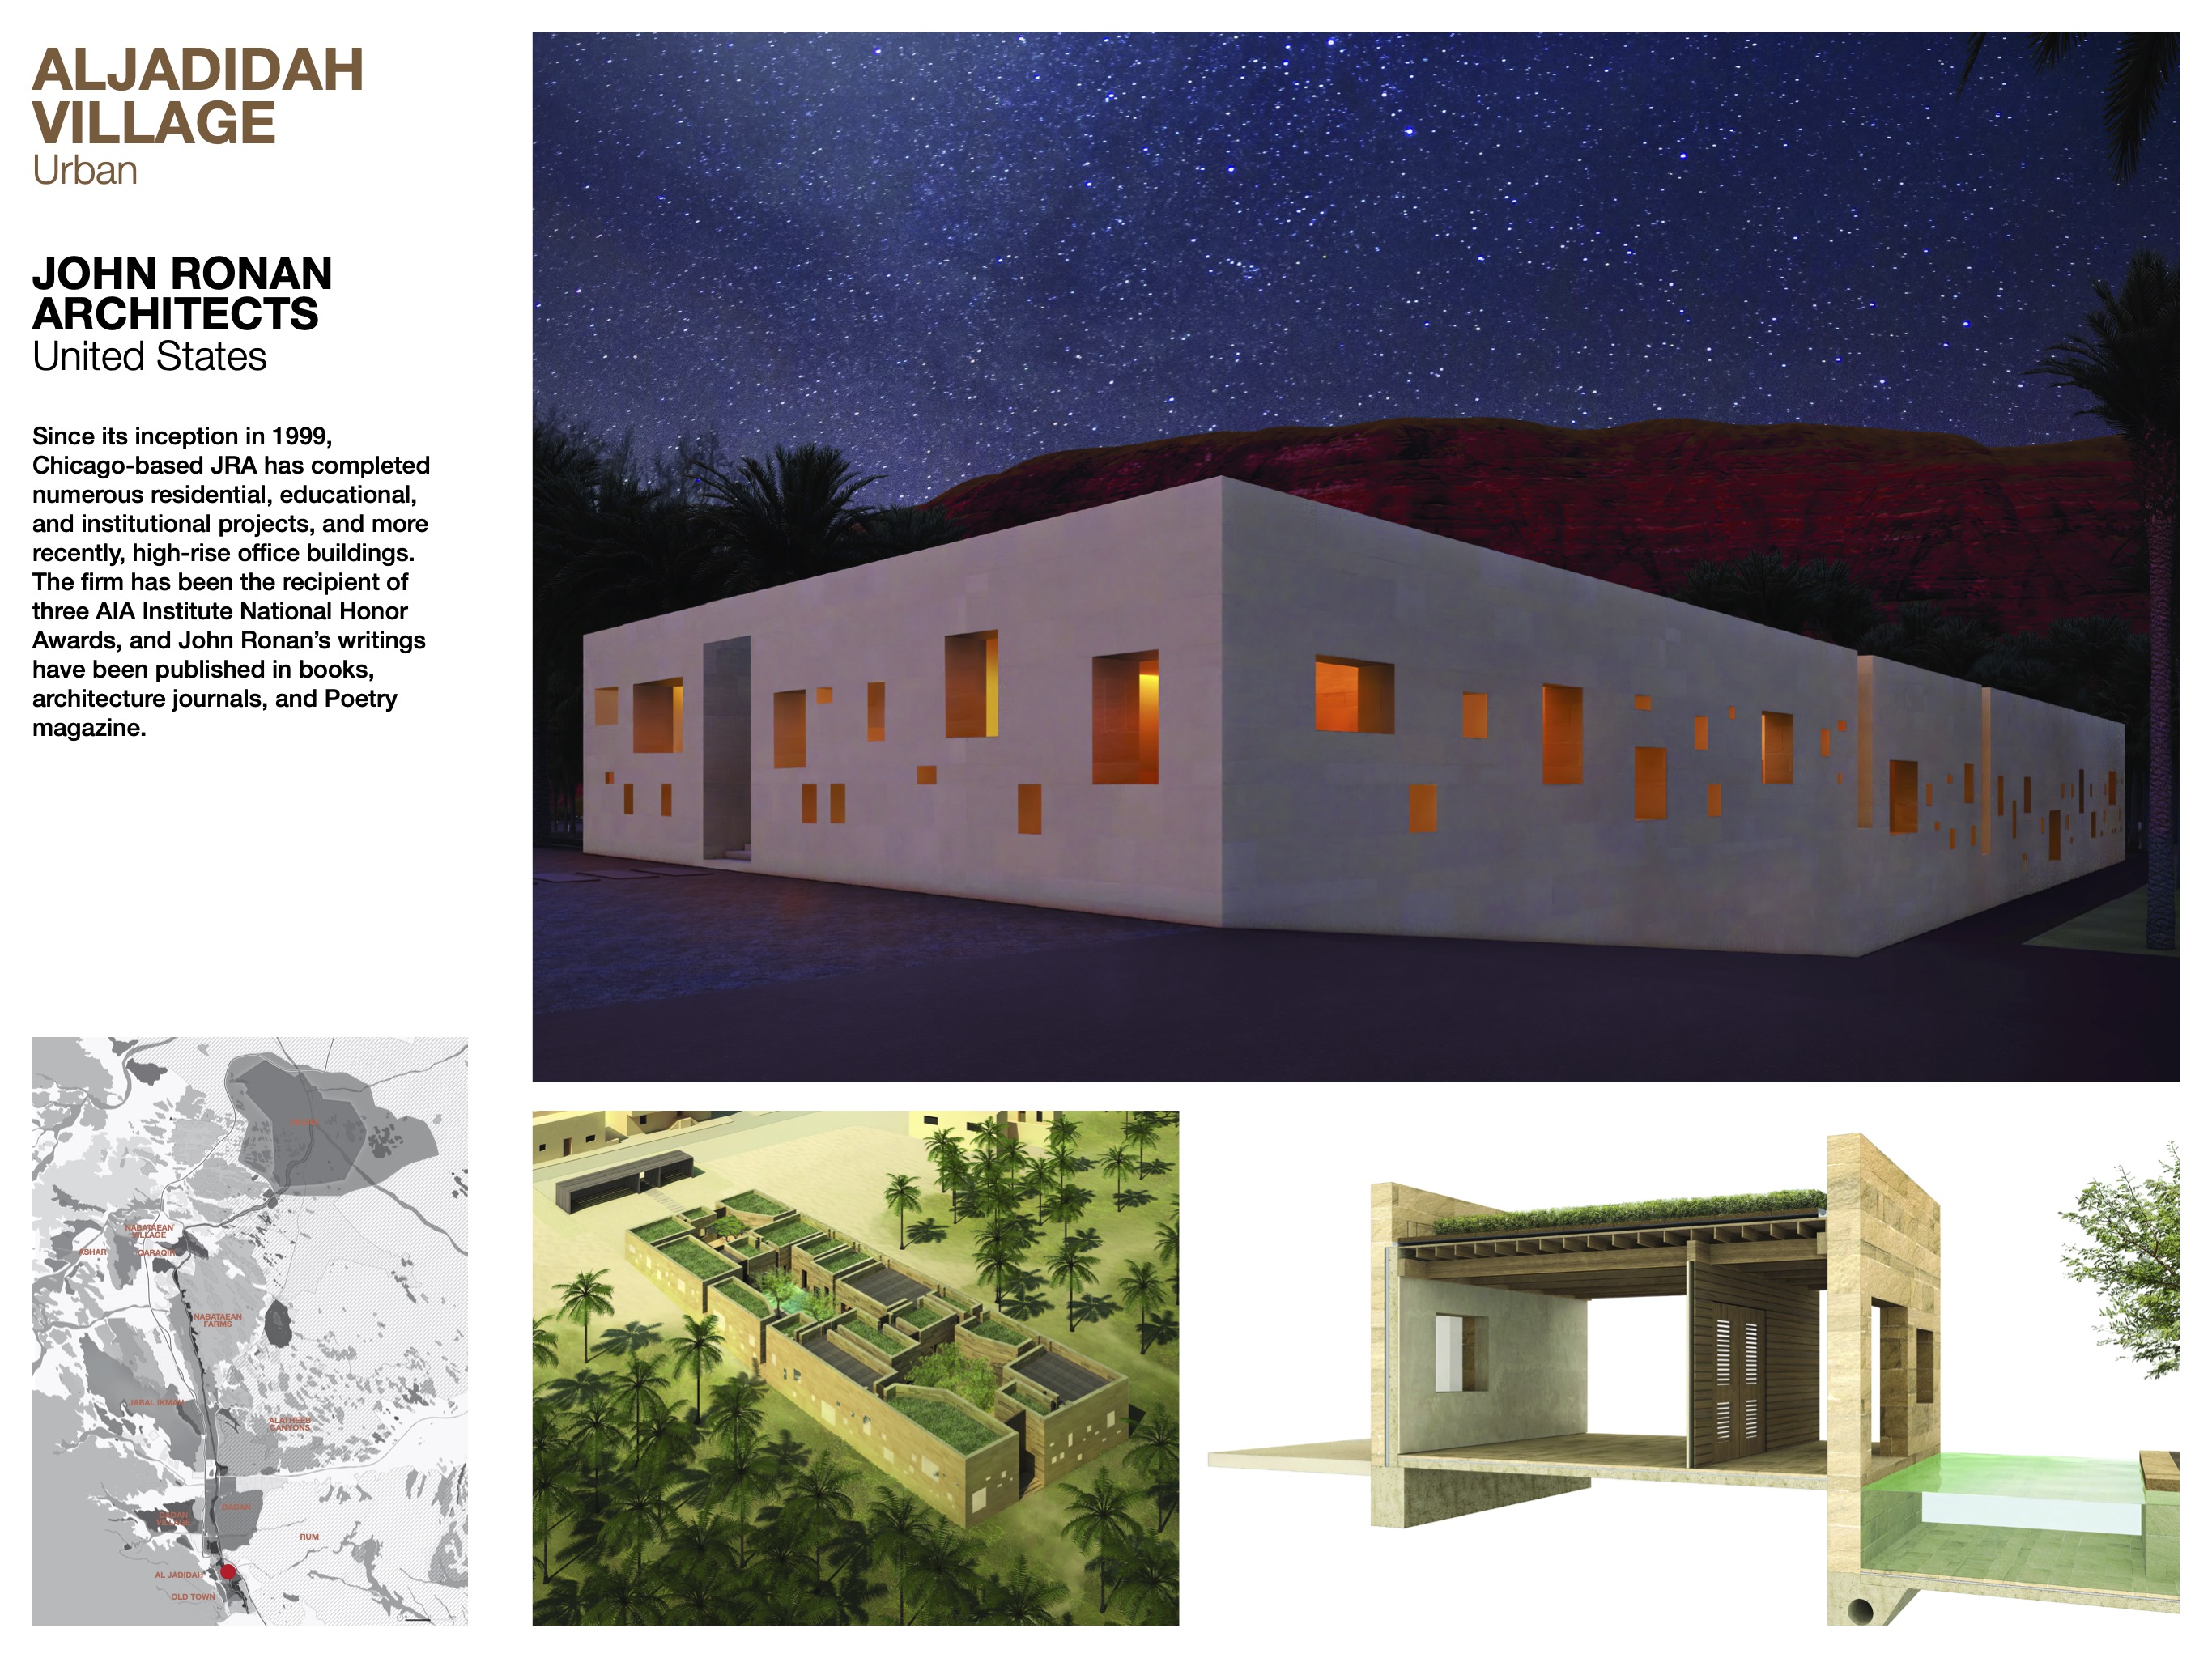 ALJADIDAH
VILLAGE
Urban
JOHN RONAN
ARCHITECTS
United States
Since its inception in 1999,
Chicago-based JRA has completed
numerous residential, educational,
and institutional projects, and more
recently, high-rise office buildings.
The firm has been the recipient of
three AIA Institute National Honor
Awards, and John Ronan’s writings
have been published in books,
architecture journals, and Poetry
magazine.
NABATAEAN
VILLAGE
ASHAR
QARAQIR
NABATAEAN
FARMS
JABAL IKMAH
ALATHEEB
CANYONS
DADAN
DADAN
VILLAGE
RUM
AL JADIDAH
OLD TOWN